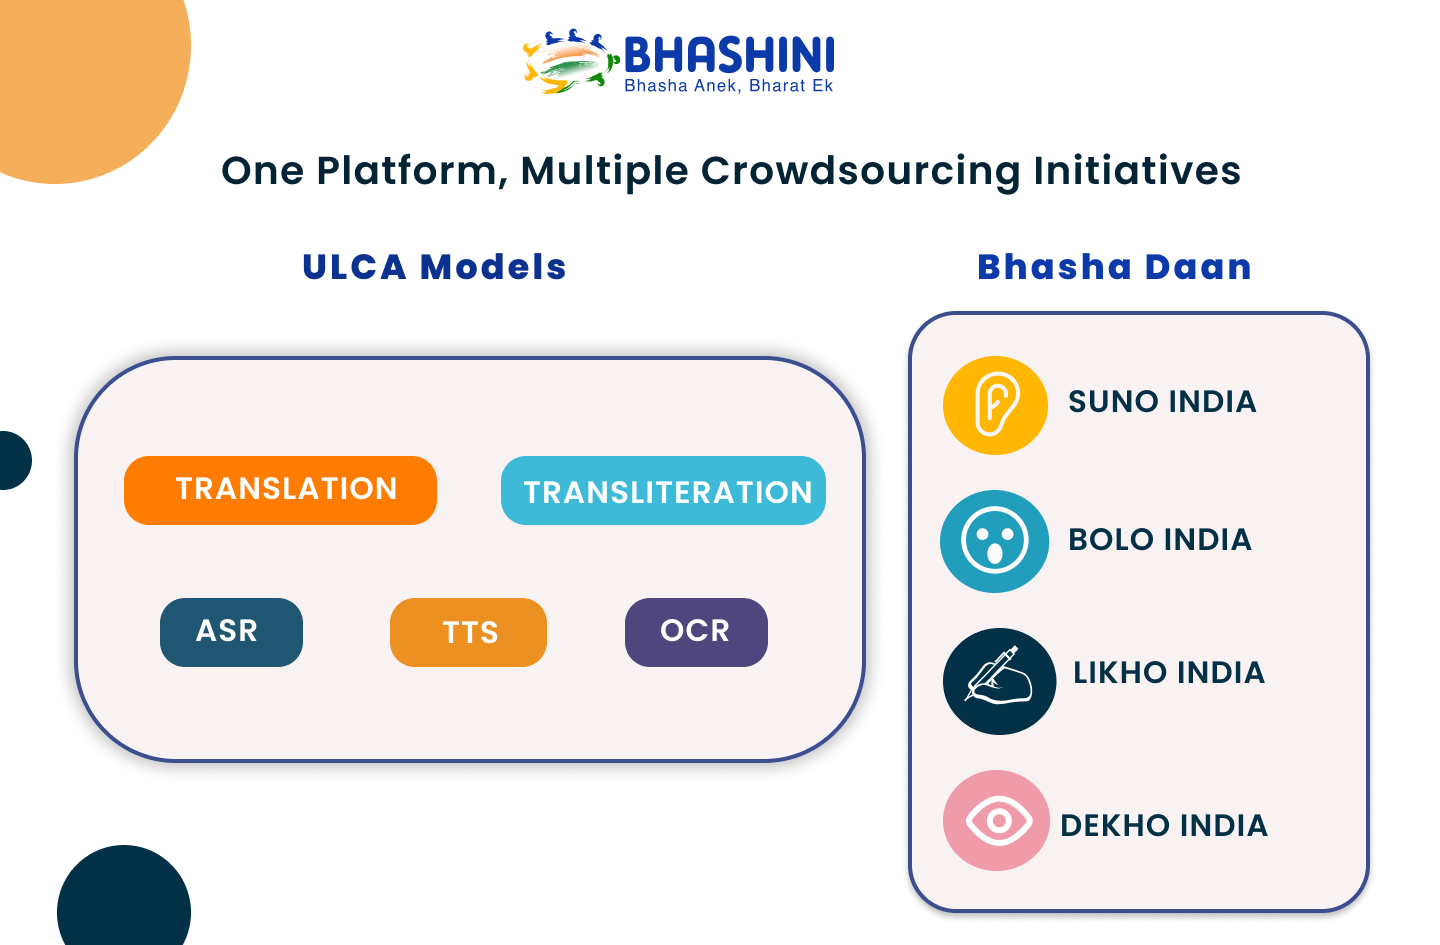 BHASHINI
Bhasha Anek, Bharat Ek
One Platform, Multiple Crowdsourcing Initiatives
ULCA Models
TRANSLATION
TRANSLITERATION
ASR
TTS
OCR
Bhasha Daan
SUNO INDIA
BOLO INDIA
LIKHO INDIA
DEKHO INDIA